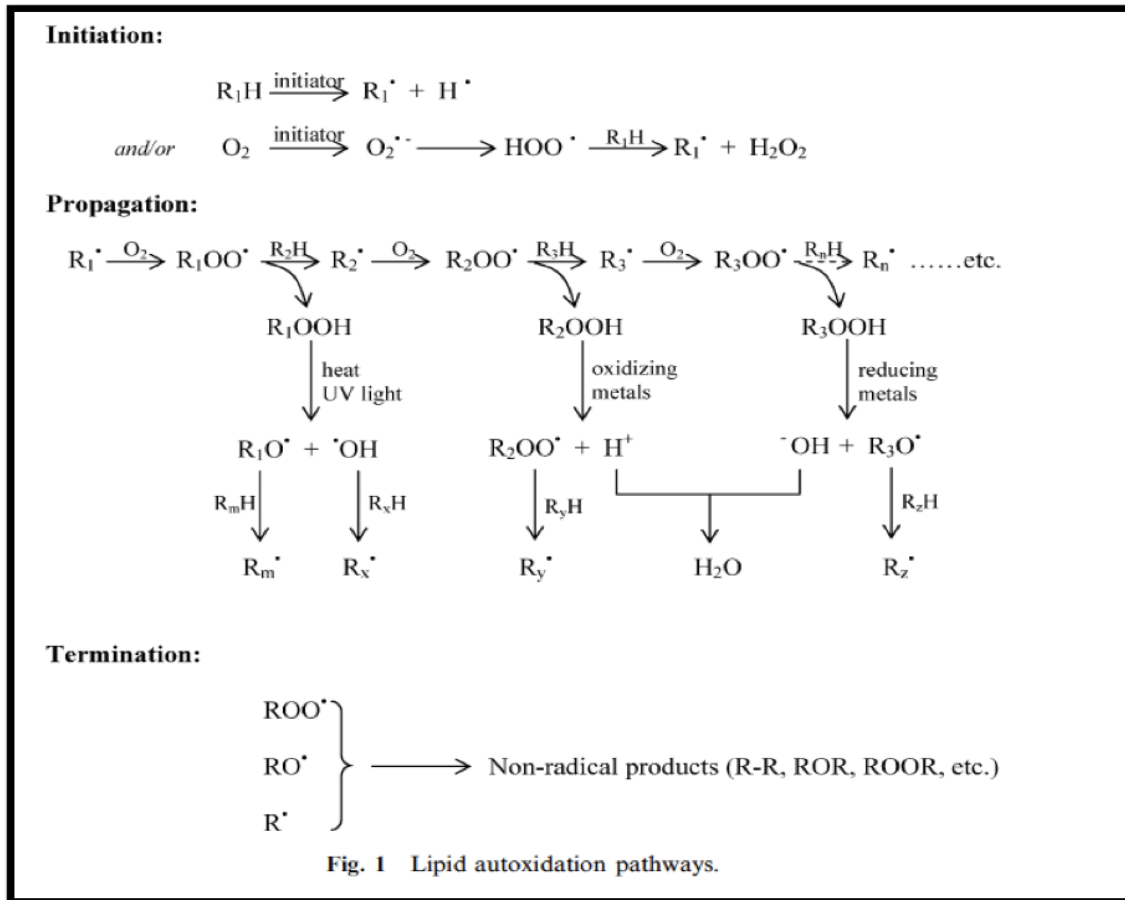 Initiation:
R₁H initiator R₁• + H•
and/or O₂ initiator O₂•- HOO• R₁H R₁• + H₂O₂
Propagation:
R₁• O₂ R₁OO• R₂H R₂• O₂ R₂OO• R₃H R₃• O₂ R₃OO• RₙH Rₙ• ......etc.
R₁OOH R₂OOH R₃OOH
heat oxidizing reducing
UV light metals metals
R₁O• + •OH R₂OO• + H⁺ ⁻OH + R₃O•
RₘH RₓH RyH RzH
Rₘ• Rₓ• Ry• H₂O Rz•
Termination:
ROO•
RO• Non-radical products (R-R, ROR, ROOR, etc.)
R•
Fig. 1 Lipid autoxidation pathways.